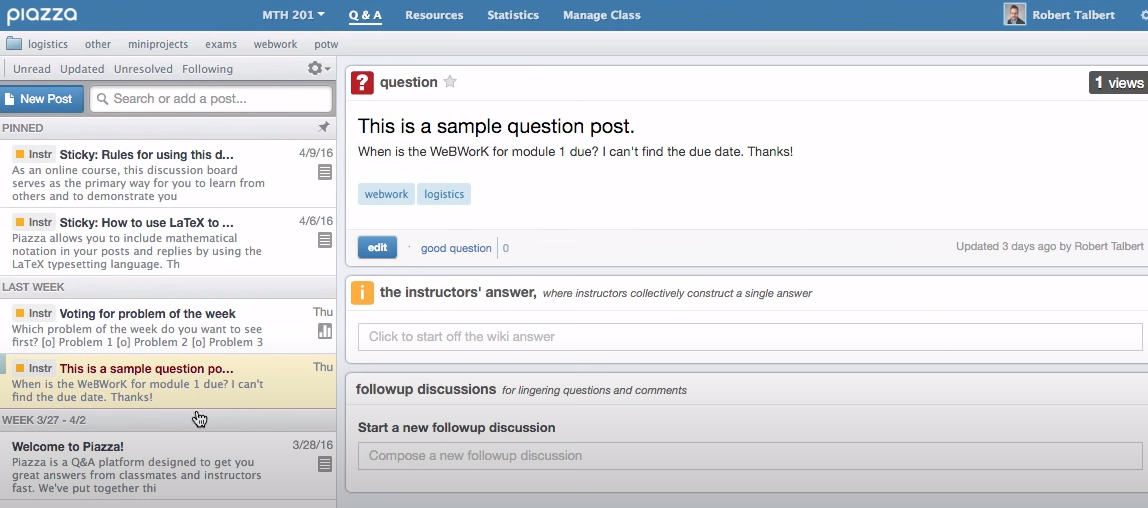 piazza
MTH 201 Q & A Resources Statistics Manage Class Robert Talbert
logistics other miniprojects exams webwork potw
Unread Updated Unresolved Following
New Post Search or add a post...
PINNED
Instr Sticky: Rules for using this d... 4/9/16
As an online course, this discussion board
serves as the primary way for you to learn from
others and to demonstrate you
Instr Sticky: How to use LaTeX to ... 4/6/16
Piazza allows you to include mathematical
notation in your posts and replies by using the
LaTeX typesetting language. Th
LAST WEEK
Instr Voting for problem of the week Thu
Which problem of the week do you want to see
first? [o] Problem 1 [o] Problem 2 [o] Problem 3
Instr This is a sample question po... Thu
When is the WeBWorK for module 1 due? I can't
find the due date. Thanks!
WEEK 3/27 - 4/2
Welcome to Piazza! 3/28/16
Piazza is a Q&A platform designed to get you
great answers from classmates and instructors
fast. We've put together thi
? question 1 views
This is a sample question post.
When is the WeBWorK for module 1 due? I can't find the due date. Thanks!
webwork logistics
edit · good question 0 Updated 3 days ago by Robert Talbert
i the instructors' answer, where instructors collectively construct a single answer
Click to start off the wiki answer
followup discussions for lingering questions and comments
Start a new followup discussion
Compose a new followup discussion